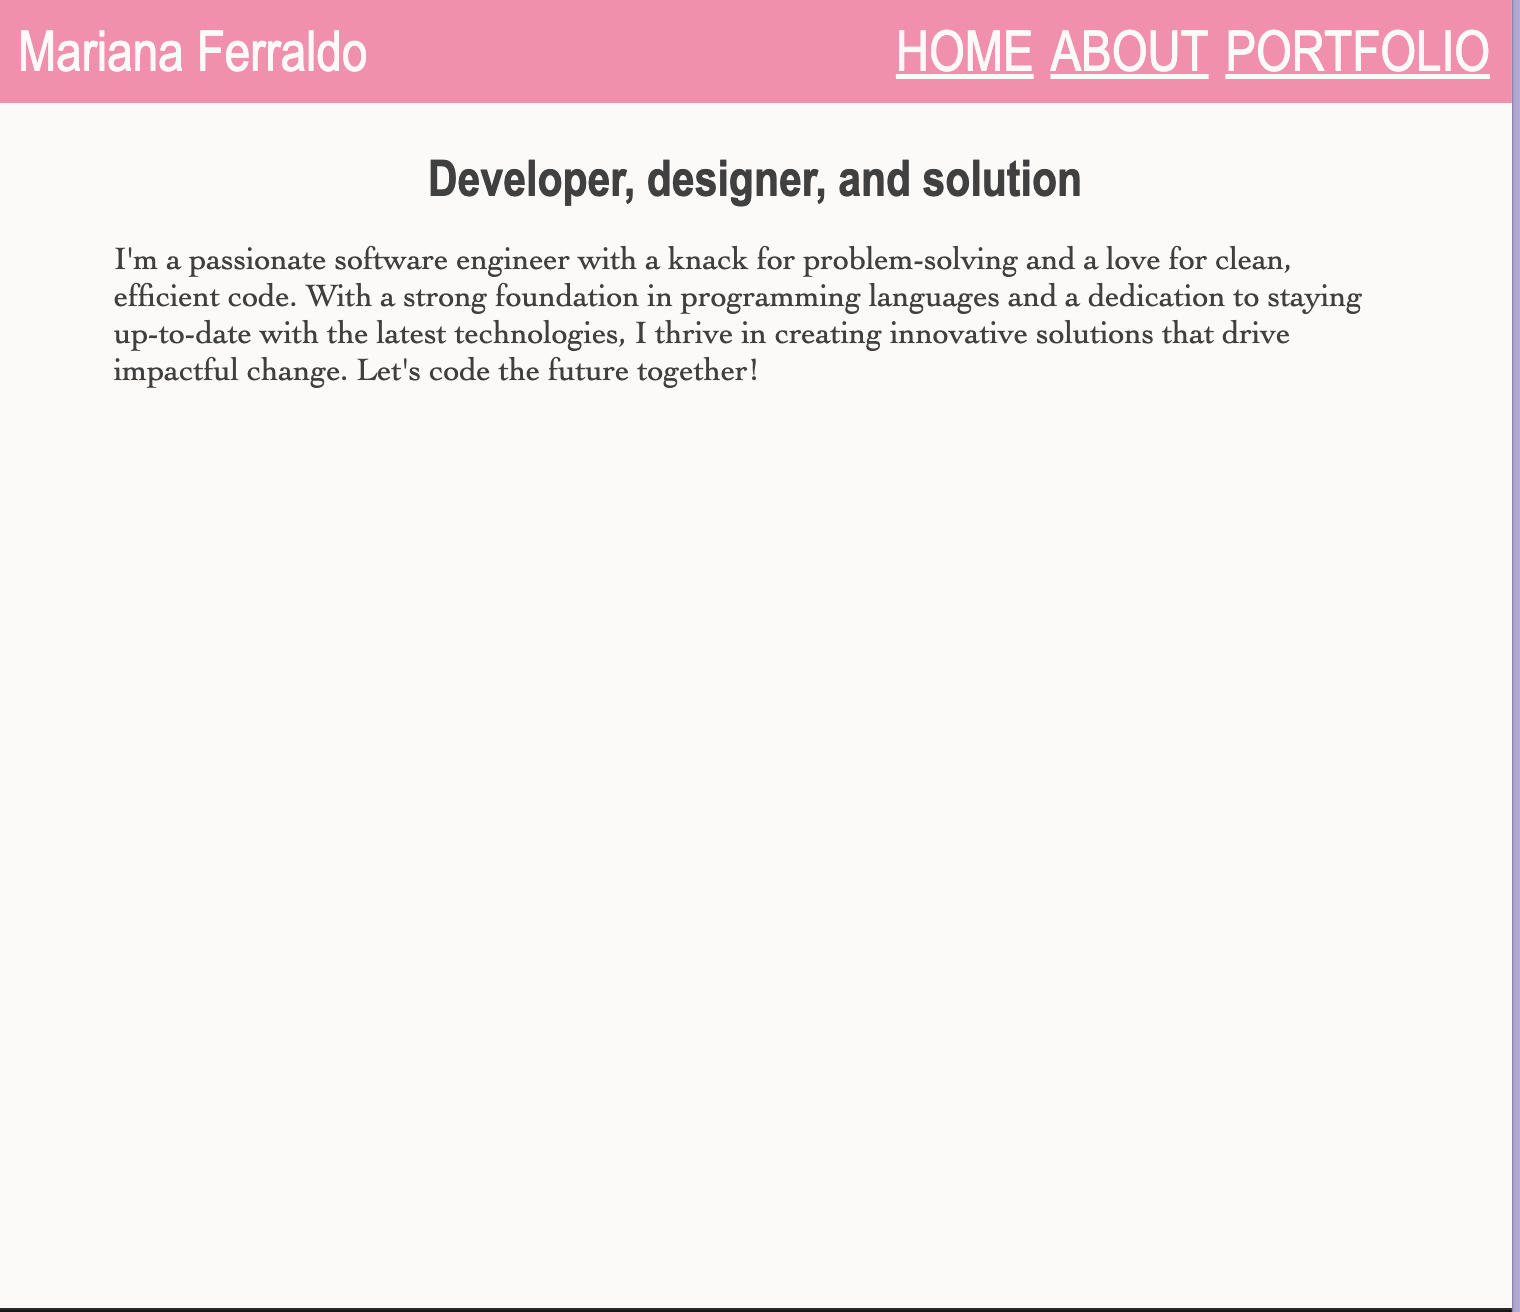 Mariana Ferraldo HOME ABOUT PORTFOLIO
Developer, designer, and solution
I'm a passionate software engineer with a knack for problem-solving and a love for clean,
efficient code. With a strong foundation in programming languages and a dedication to staying
up-to-date with the latest technologies, I thrive in creating innovative solutions that drive
impactful change. Let's code the future together!